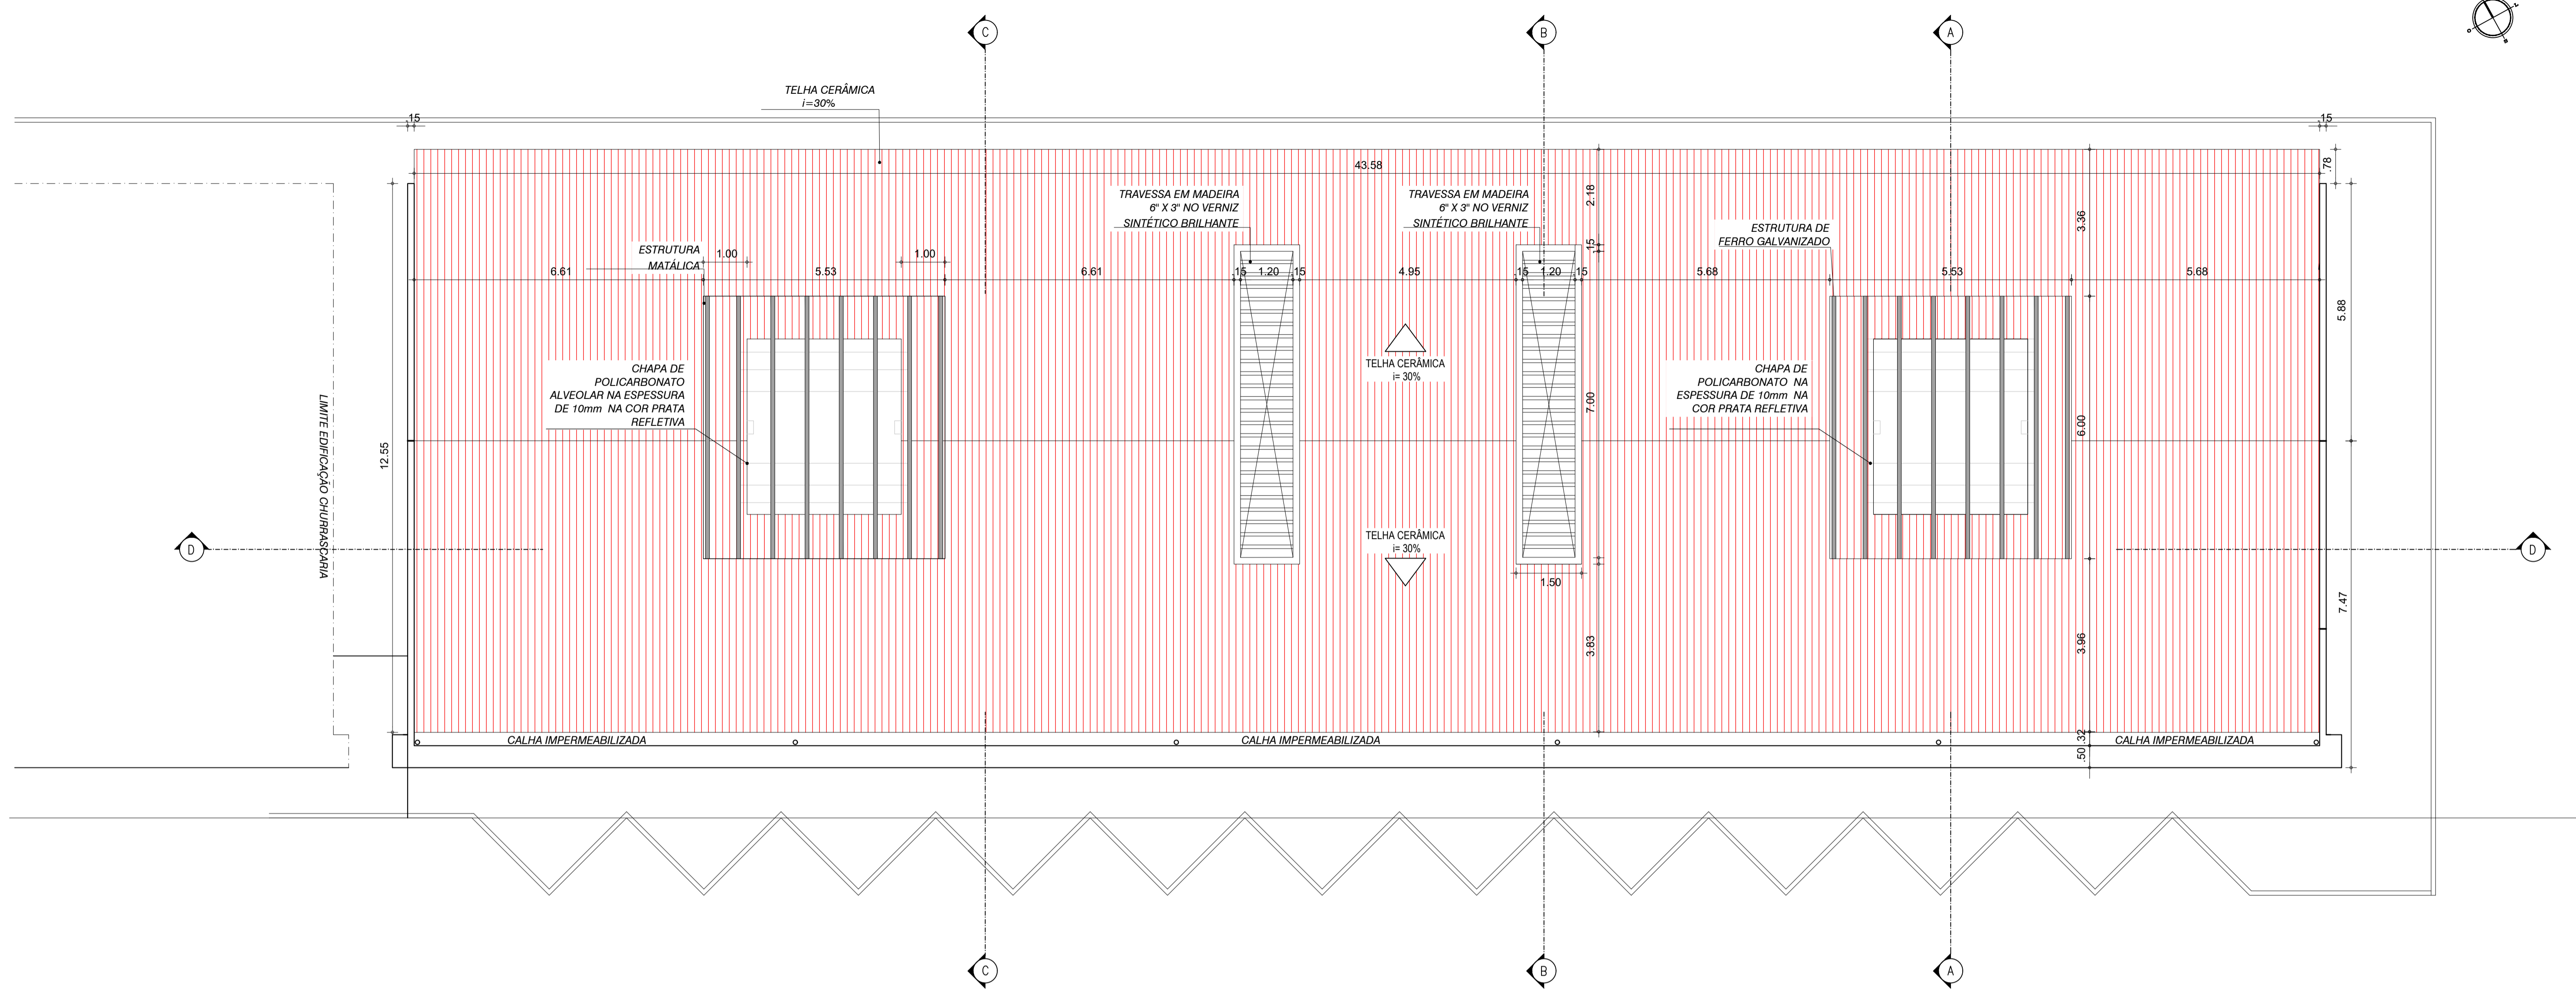 C
B
A
TELHA CERÂMICA
i=30%
.15
.15
43.58
.78
TRAVESSA EM MADEIRA
6" X 3" NO VERNIZ
SINTÉTICO BRILHANTE
TRAVESSA EM MADEIRA
6" X 3" NO VERNIZ
SINTÉTICO BRILHANTE
2.18
3.36
ESTRUTURA DE
FERRO GALVANIZADO
ESTRUTURA
MATÁLICA
1.00
1.00
.15
6.61
5.53
6.61
.15
1.20
.15
4.95
.15
1.20
.15
5.68
5.53
5.68
5.88
TELHA CERÂMICA
i= 30%
CHAPA DE
POLICARBONATO
ALVEOLAR NA ESPESSURA
DE 10mm NA COR PRATA
REFLETIVA
CHAPA DE
POLICARBONATO NA
ESPESSURA DE 10mm NA
COR PRATA REFLETIVA
7.00
6.00
LIMITE EDIFICAÇÃO CHURRASCARIA
12.55
TELHA CERÂMICA
i= 30%
D
D
1.50
7.47
3.83
3.96
CALHA IMPERMEABILIZADA
CALHA IMPERMEABILIZADA
CALHA IMPERMEABILIZADA
.32
.50
C
B
A